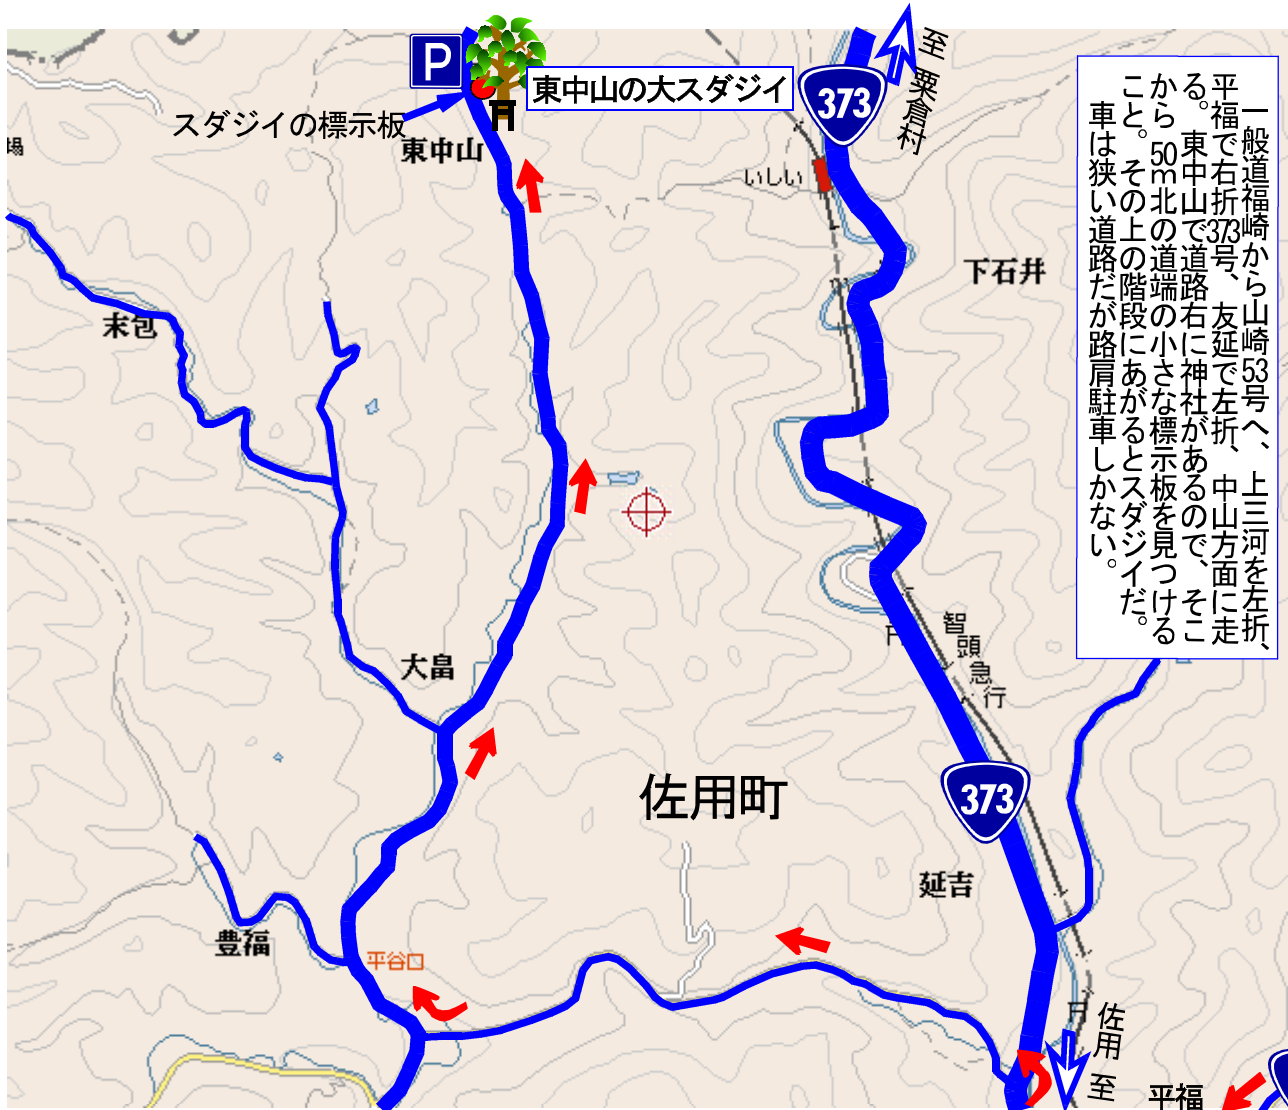 P
東中山の大スダジイ
スダジイの標示板
東中山
373
至 粟倉村
いしい
下石井
末包
一般道福崎から山崎53号へ、上三河を左折、
平福で右折373号、友延で左折、中山方面に走
る。東中山で道路右に神社があるので、そこ
から50m北の道端の小さな標示板を見つける
こと。その上の階段にあがるとスダジイだ。
車は狭い道路だが路肩駐車しかない。
智頭急行
大畠
佐用町
373
延吉
豊福
平谷口
佐用 至
平福